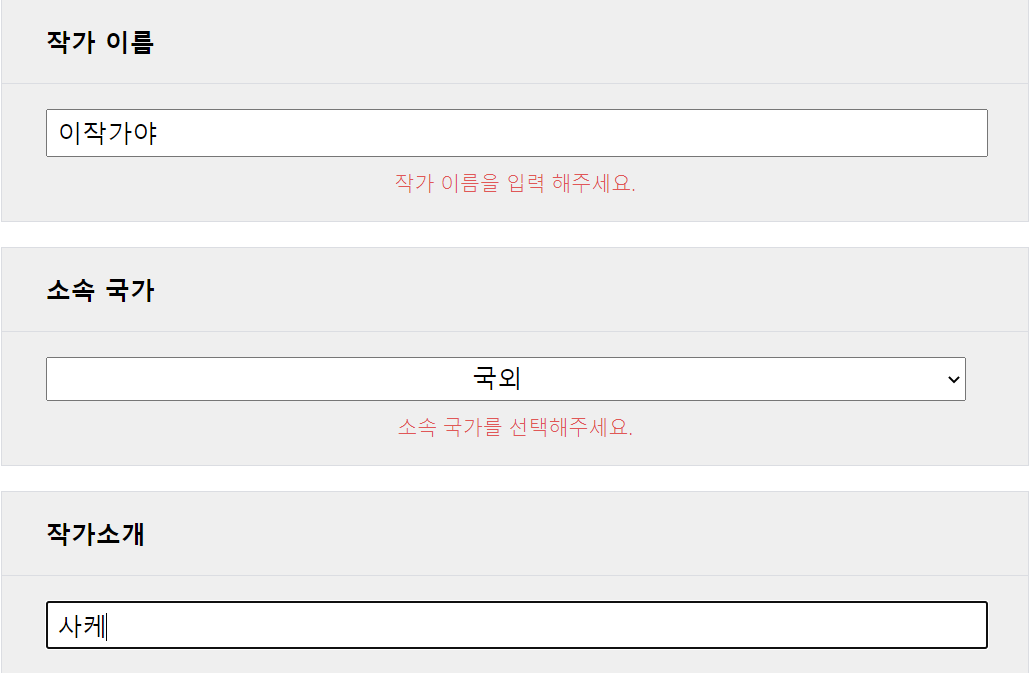 작가 이름
이작가야
작가 이름을 입력 해주세요.
소속 국가
국외
소속 국가를 선택해주세요.
작가소개
사케